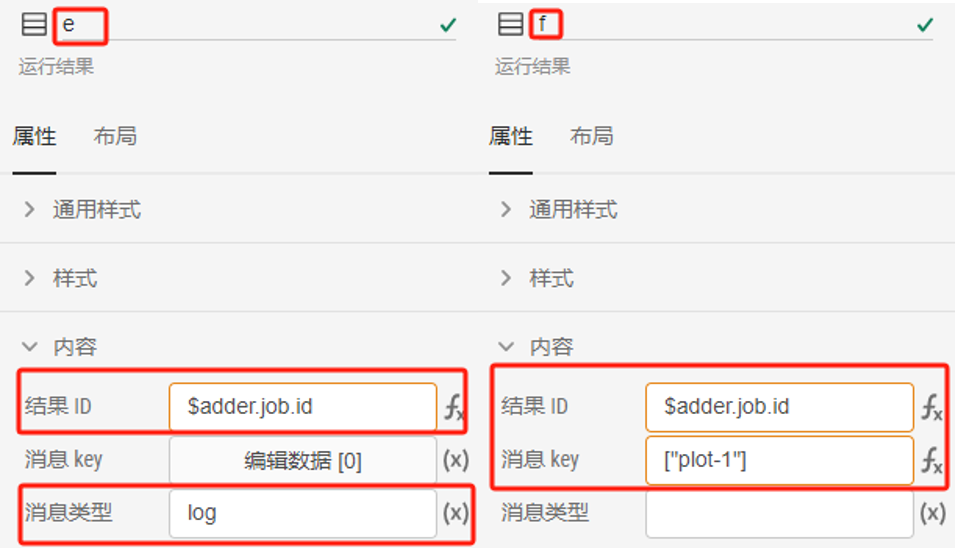 e
运行结果
属性 布局
通用样式
样式
内容
结果 ID $adder.job.id fx
消息 key 编辑数据 [0] (x)
消息类型 log (x)
f
运行结果
属性 布局
通用样式
样式
内容
结果 ID $adder.job.id fx
消息 key ["plot-1"] fx
消息类型 (x)